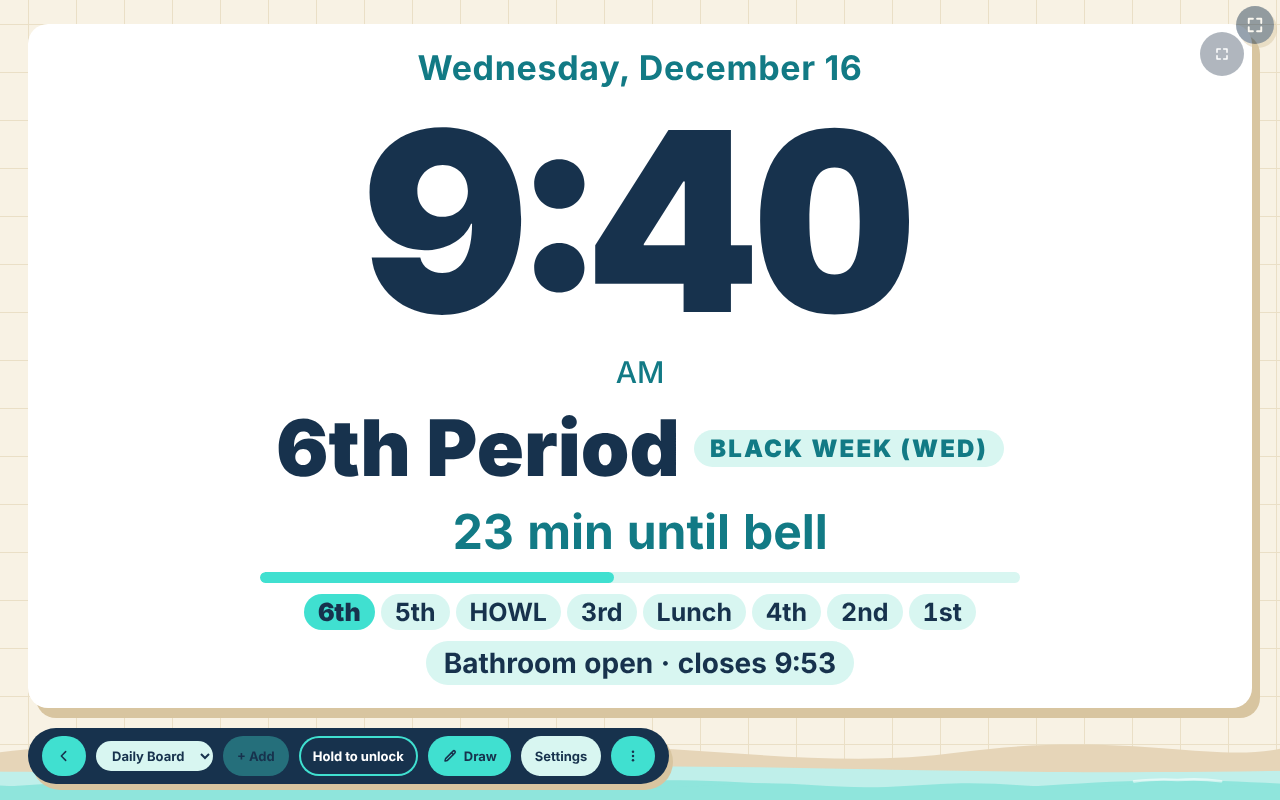 Wednesday, December 16
9:40
AM
6th Period BLACK WEEK (WED)
23 min until bell
6th 5th HOWL 3rd Lunch 4th 2nd 1st
Bathroom open · closes 9:53
Daily Board + Add Hold to unlock Draw Settings